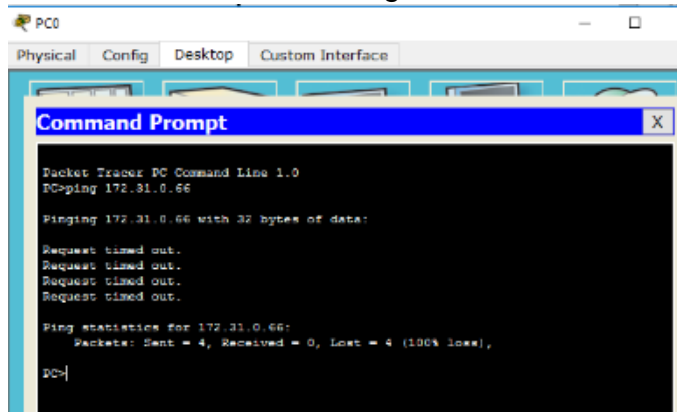 PC0
Physical Config Desktop Custom Interface
Command Prompt
X
Packet Tracer PC Command Line 1.0
PC>ping 172.31.0.66
Pinging 172.31.0.66 with 32 bytes of data:
Request timed out.
Request timed out.
Request timed out.
Request timed out.
Ping statistics for 172.31.0.66:
Packets: Sent = 4, Received = 0, Lost = 4 (100% loss),
PC>